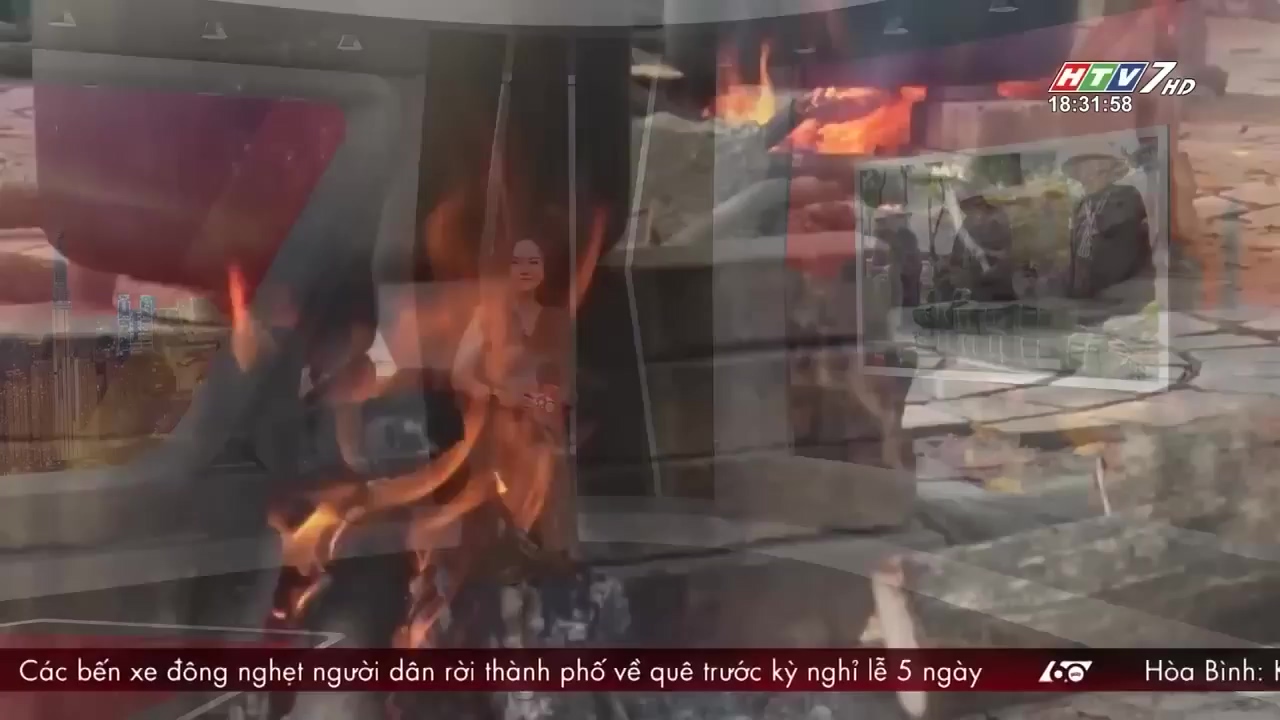 HTV7HD
18:31:58
Các bến xe đông nghẹt người dân rời thành phố về quê trước kỳ nghỉ lễ 5 ngày 60 Hòa Bình: